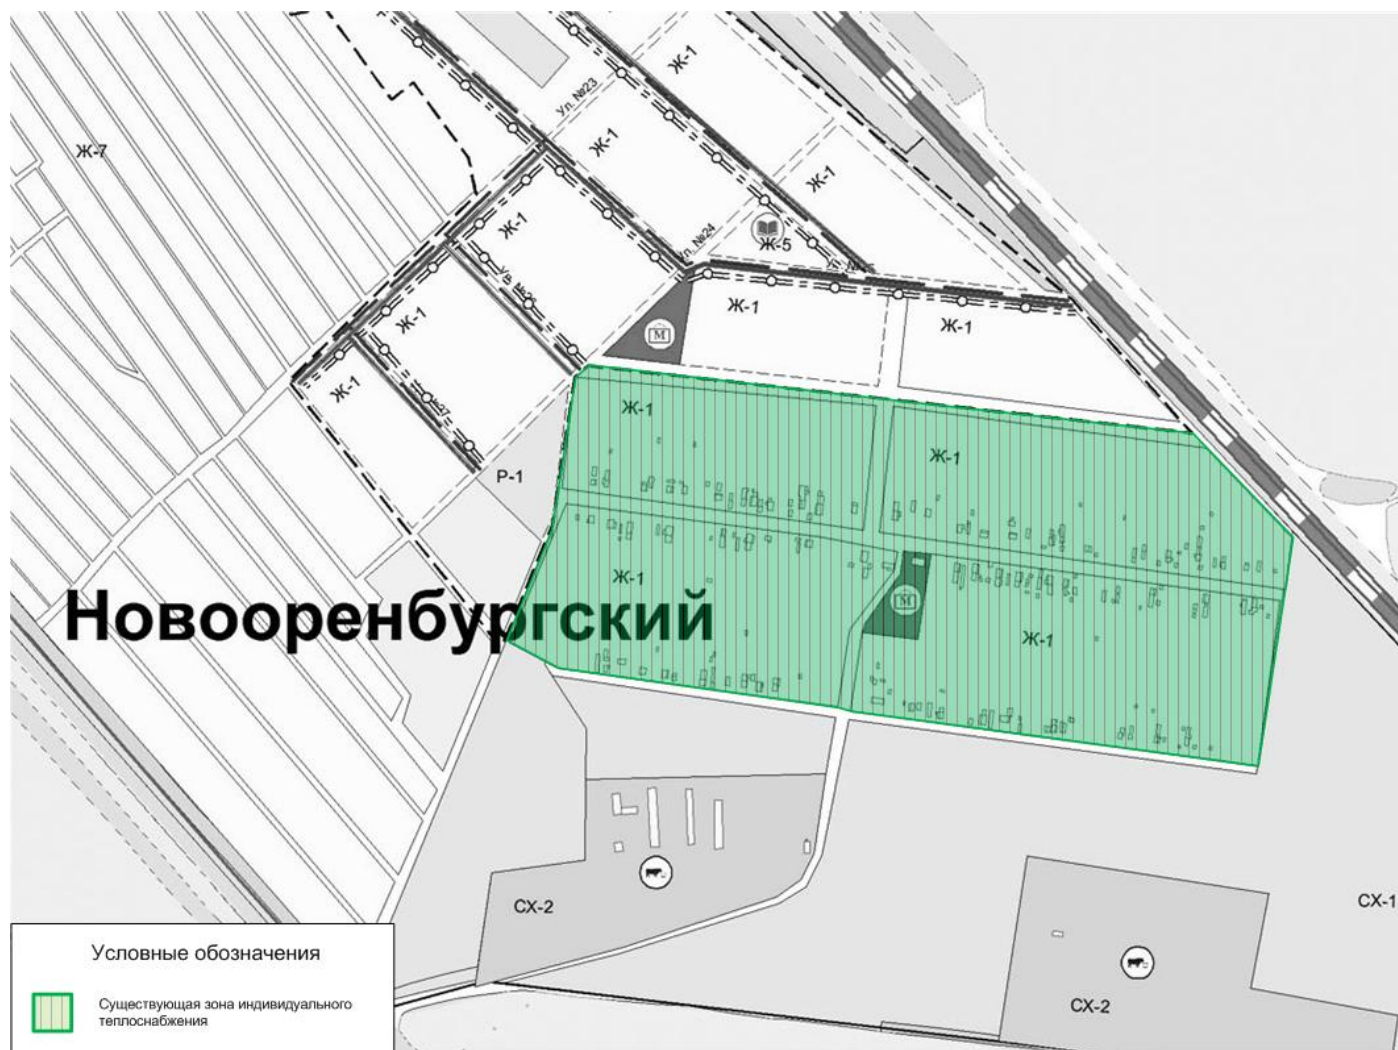 Ж-1
Ул. №23
Ж-1
Ж-7
Ж-1
Ж-1
Ул. №24
Ж-5
Ж-1
Ж-1
Ж-1
Ж-1
М
Ж-1
Ж-1
Р-1
Ж-1
Ж-1
М
Новооренбургский
Ж-1
СХ-2
СХ-1
СХ-2
Условные обозначения
Существующая зона индивидуального
теплоснабжения